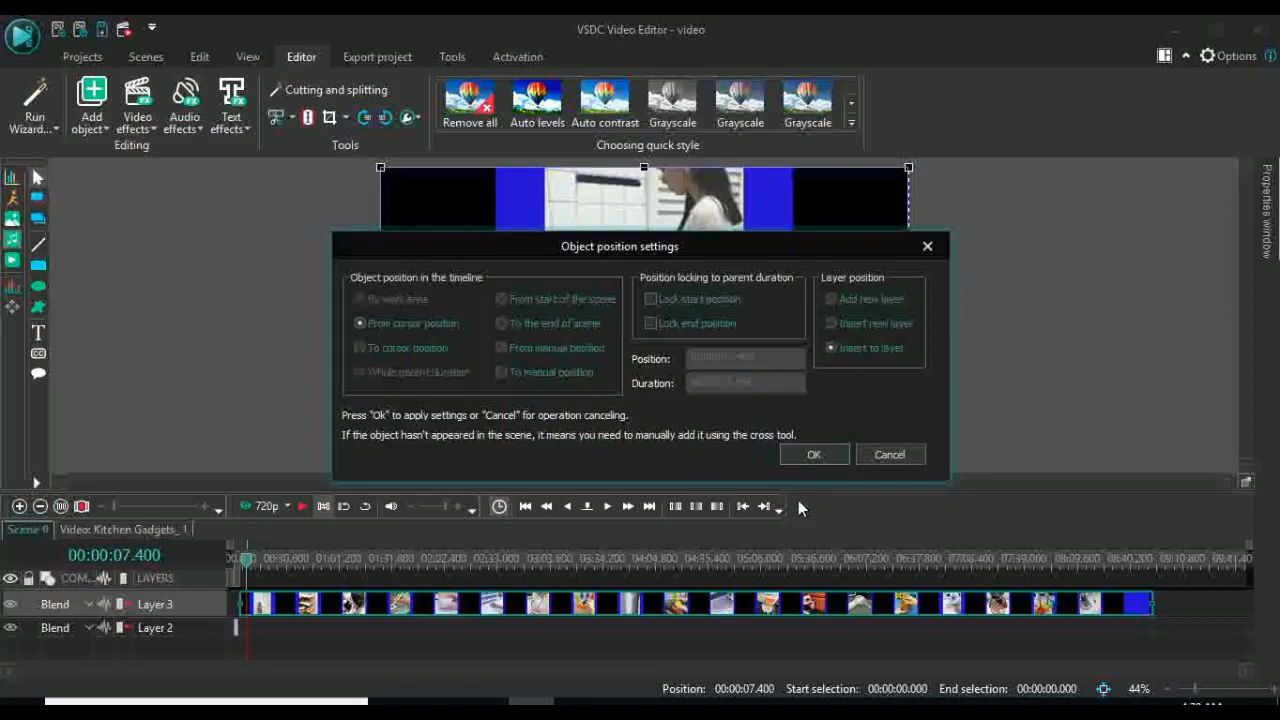 VSDC Video Editor - video
Projects Scenes Edit View Editor Export project Tools Activation Options
Run Wizard... Add object Video effects Audio effects Text effects
Cutting and splitting
Remove all Auto levels Auto contrast Grayscale Grayscale Grayscale
Editing Tools Choosing quick style
Properties window
Object position settings
Object position in the timeline Position locking to parent duration Layer position
By work area From start of the scene Lock start position Add new layer
From cursor position To the end of scene Lock end position Insert new layer
To cursor position From manual position Insert to layer
Position:
Whole parent duration To manual position
Duration:
Press "Ok" to apply settings or "Cancel" for operation canceling.
If the object hasn't appeared in the scene, it means you need to manually add it using the cross tool.
OK Cancel
720p
Scene 0 Video: Kitchen Gadgets_ 1
00:00:07.400
00:30,600 01:01,200 02:02,400 02:33,000 03:03,600 03:34,200 04:04,800 04:35,400 05:06,000 05:36,600 06:07,200 06:37,800 07:08,400 07:39,000 08:09,600 08:40,200 09:10,800 09:41,40
COM... LAYERS
Blend Layer 3
Blend Layer 2
Position: 00:00:07.400 Start selection: 00:00:00.000 End selection: 00:00:00.000 44%